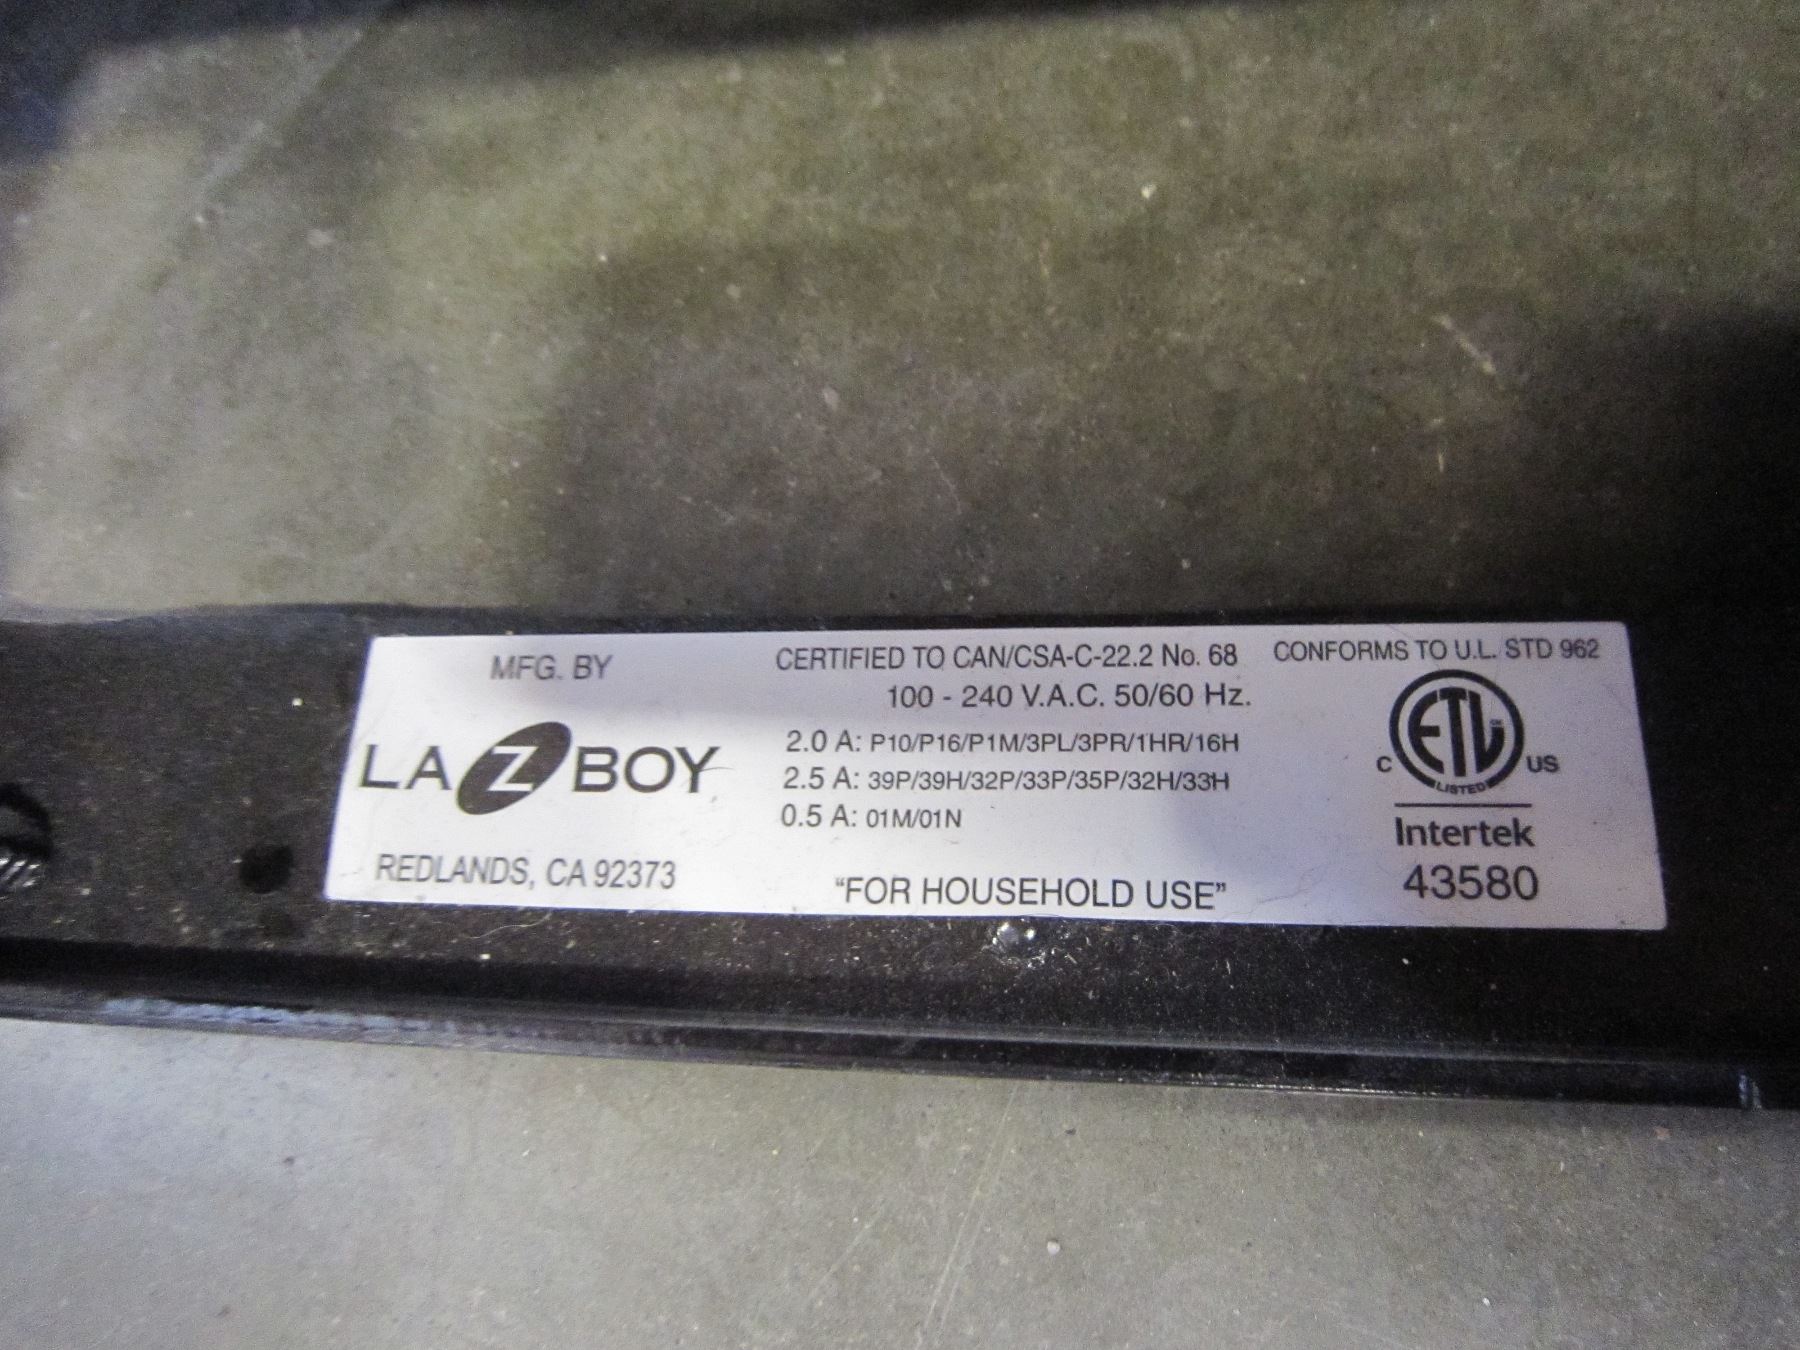 MFG. BY
LA Z BOY
REDLANDS, CA 92373
CERTIFIED TO CAN/CSA-C-22.2 No. 68
100 - 240 V.A.C. 50/60 Hz.
2.0 A: P10/P16/P1M/3PL/3PR/1HR/16H
2.5 A: 39P/39H/32P/33P/35P/32H/33H
0.5 A: 01M/01N
"FOR HOUSEHOLD USE"
CONFORMS TO U.L. STD 962
C ETL US
LISTED
Intertek
43580